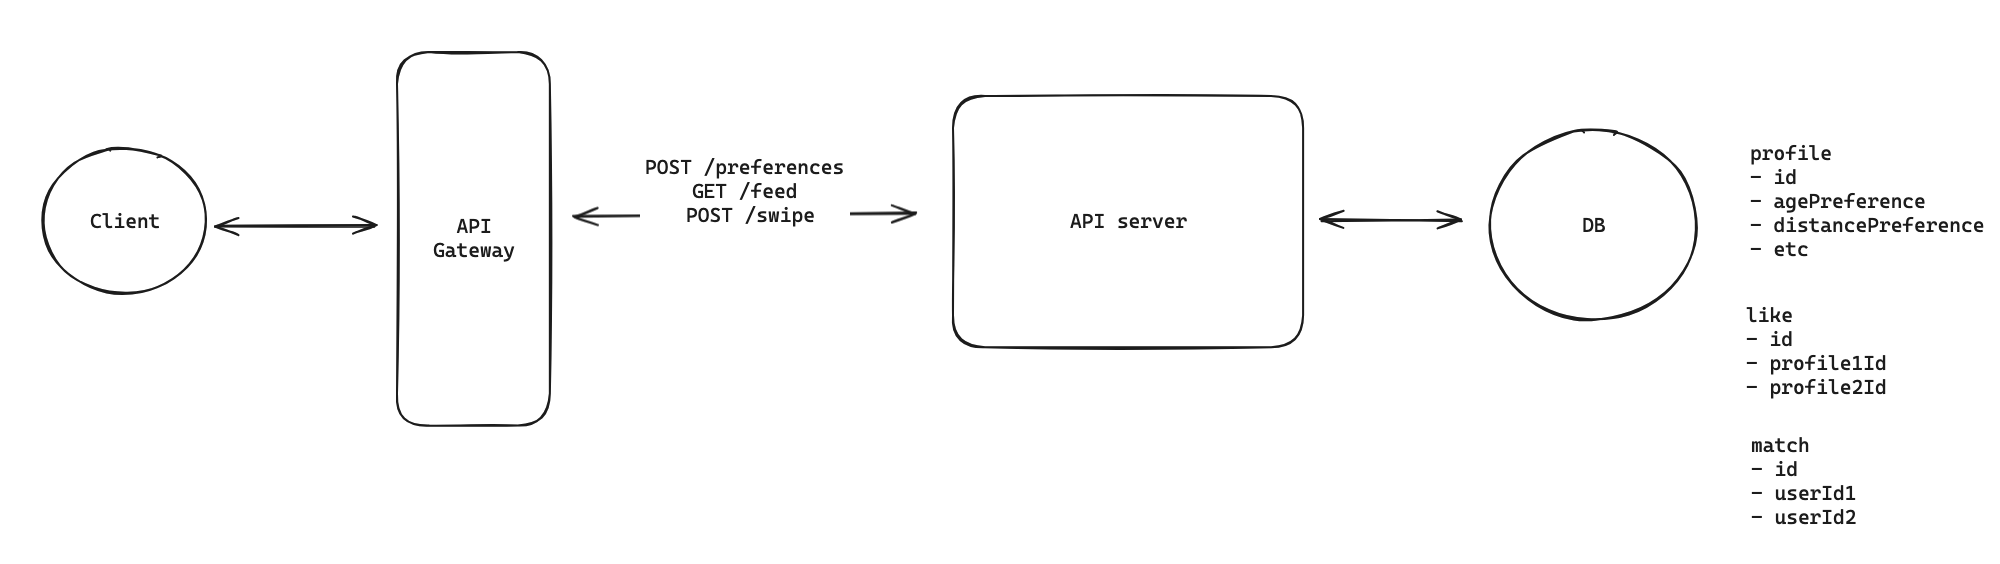 Client
API
Gateway
POST /preferences
GET /feed
POST /swipe
API server
DB
profile
- id
- agePreference
- distancePreference
- etc
like
- id
- profile1Id
- profile2Id
match
- id
- userId1
- userId2